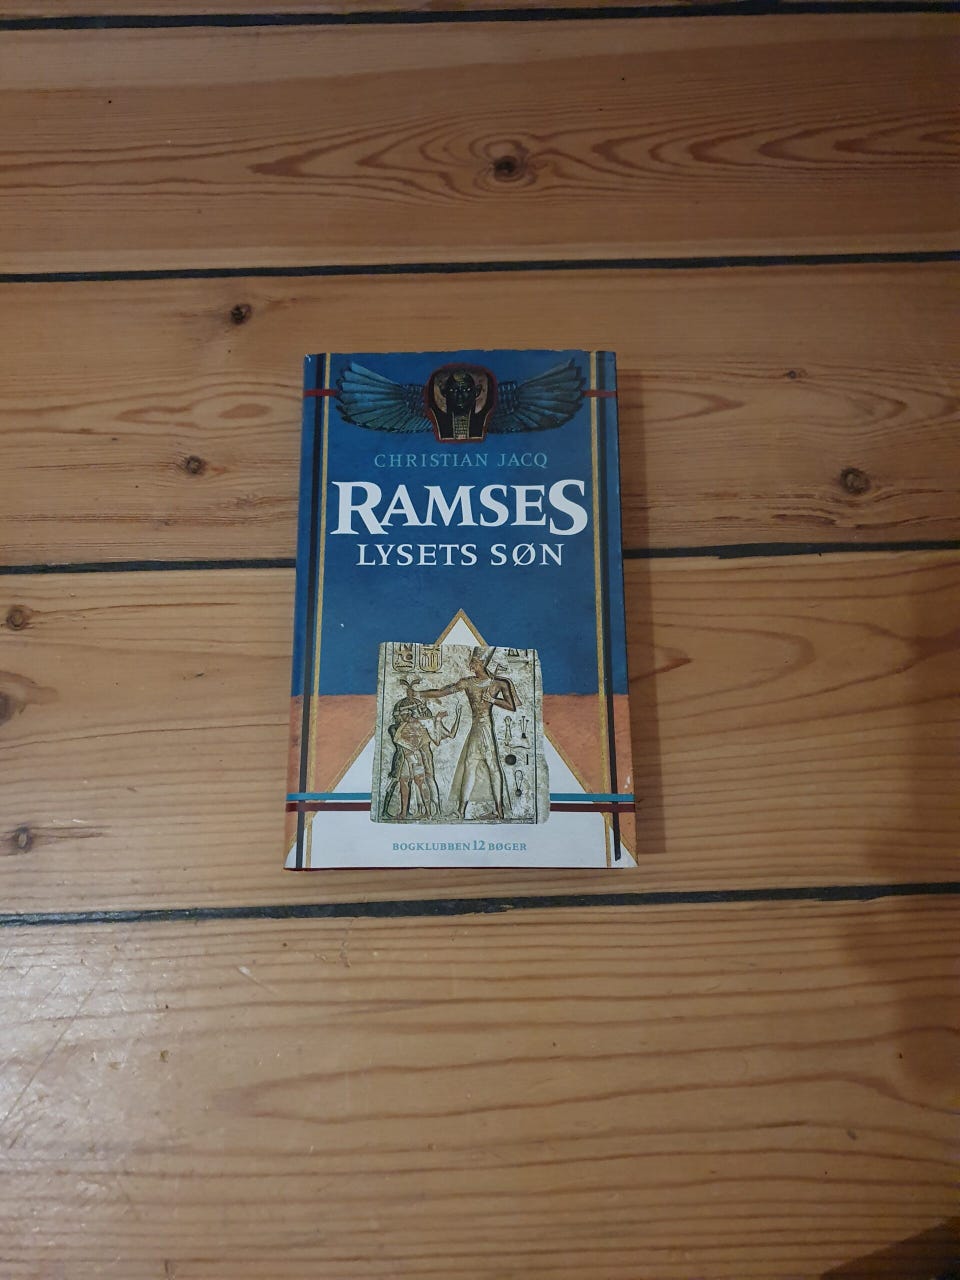 CHRISTIAN JACQ
RAMSES
LYSETS SØN
BOGKLUBBEN 12 BØGER